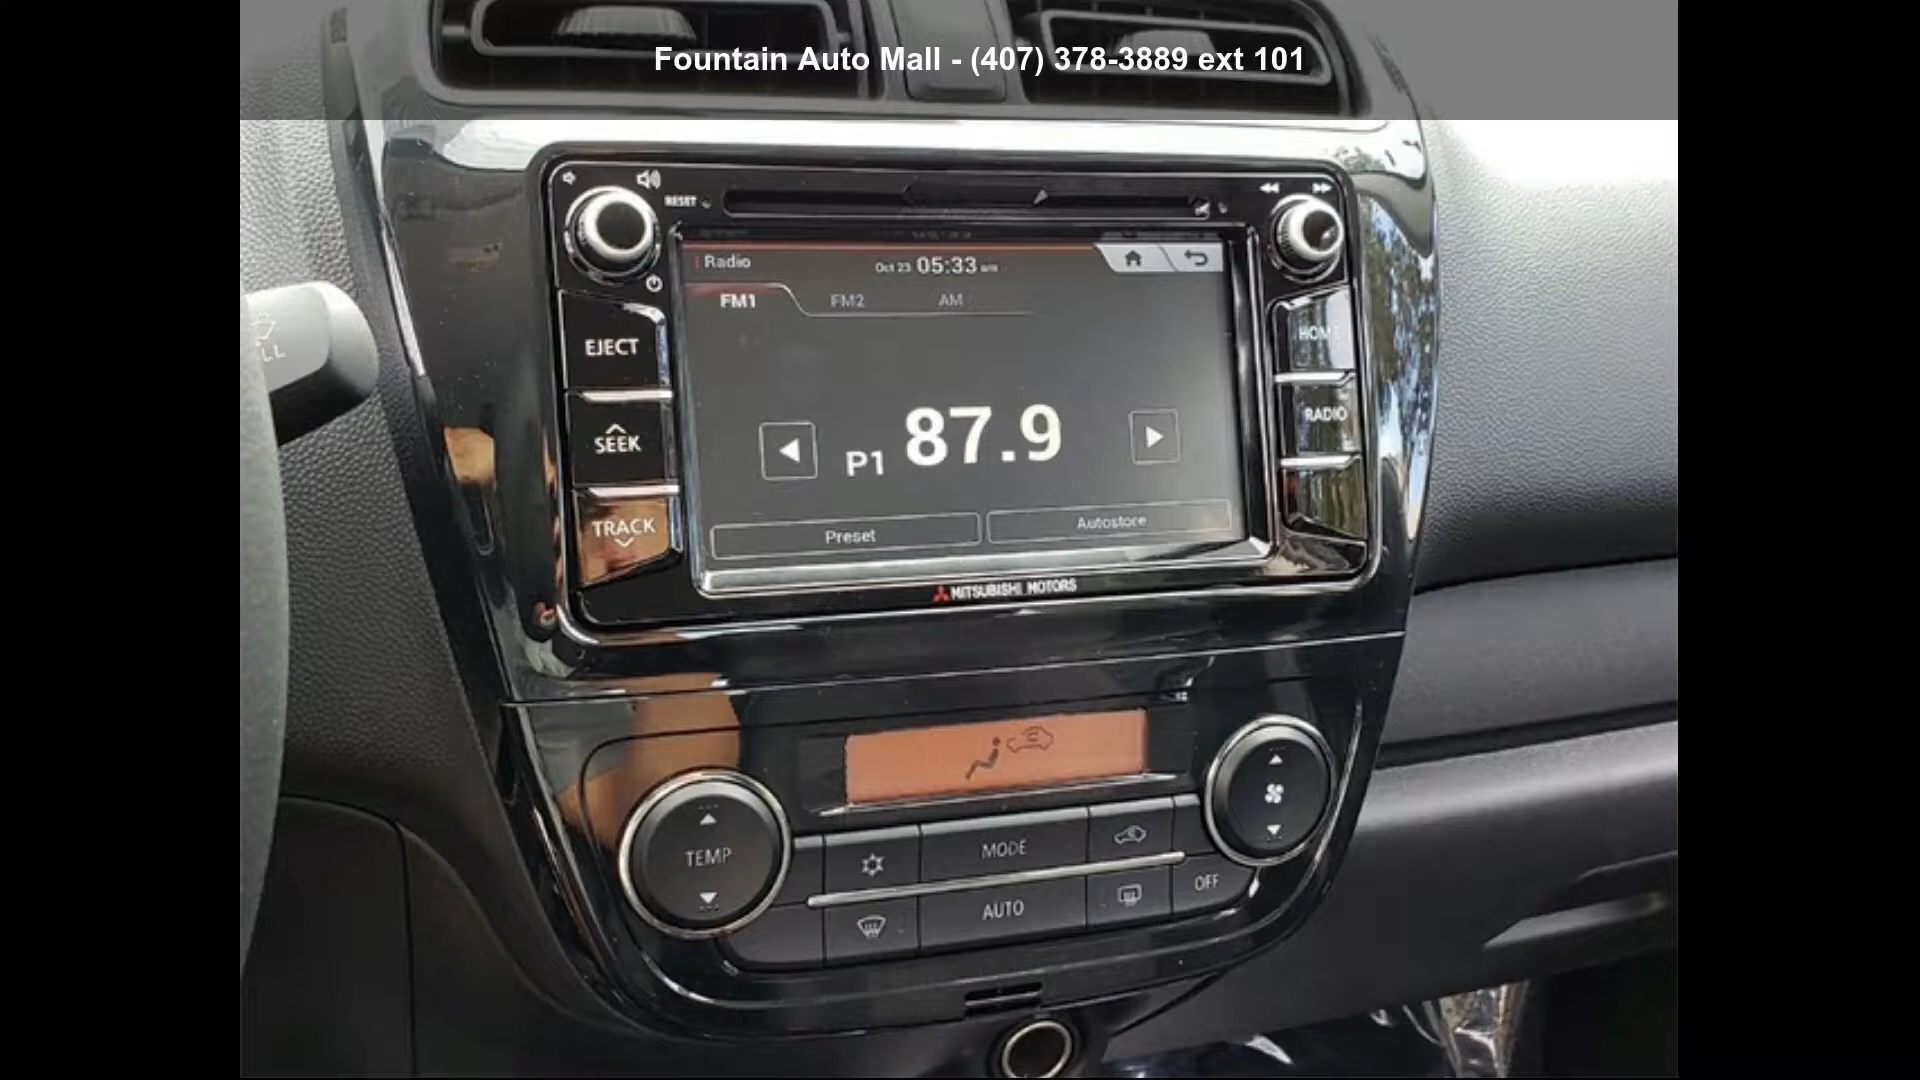 Fountain Auto Mall - (407) 378-3889 ext 101
RESET
Radio
Oct 23 05:33 am
FM1 FM2 AM
EJECT
SEEK
TRACK
HOME
RADIO
P1 87.9
Preset Autostore
MITSUBISHI MOTORS
TEMP
MODE
AUTO
OFF